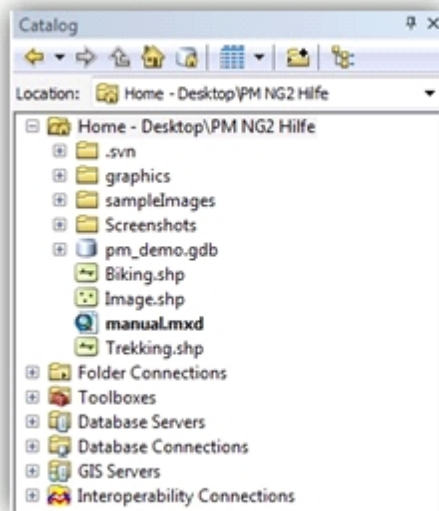 Catalog
Location: Home - Desktop\PM NG2 Hilfe
Home - Desktop\PM NG2 Hilfe
.svn
graphics
sampleImages
Screenshots
pm_demo.gdb
Biking.shp
Image.shp
manual.mxd
Trekking.shp
Folder Connections
Toolboxes
Database Servers
Database Connections
GIS Servers
Interoperability Connections